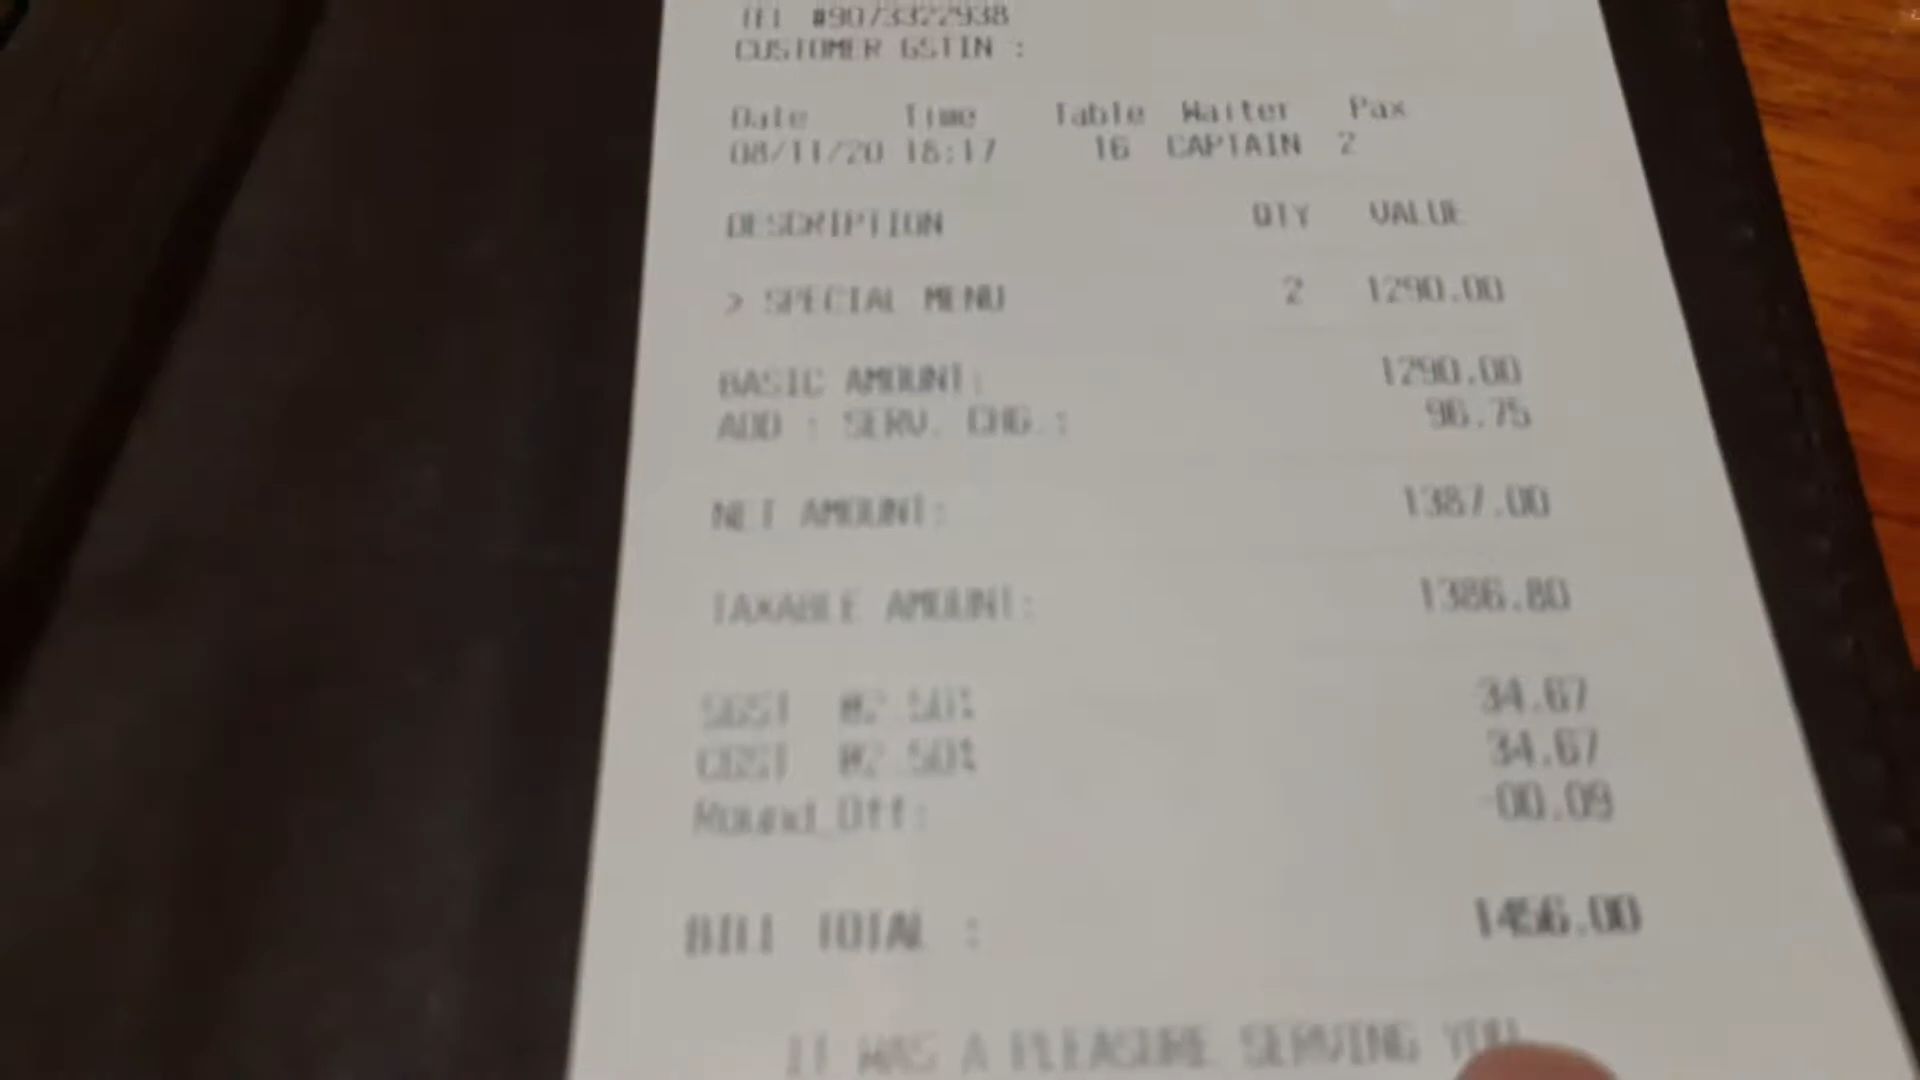 TEL #9073322938
CUSTOMER GSTIN :
Date Time Table Waiter Pax
08/11/20 18:17 16 CAPTAIN 2
DESCRIPTION QTY VALUE
> SPECIAL MENU 2 1290.00
BASIC AMOUNT: 1290.00
ADD : SERV. CHG.: 96.75
NET AMOUNT: 1387.00
TAXABLE AMOUNT: 1386.80
SGST @2.50% 34.67
CGST @2.50% 34.67
Round Off: -00.09
BILL TOTAL : 1456.00
IT WAS A PLEASURE SERVING YOU